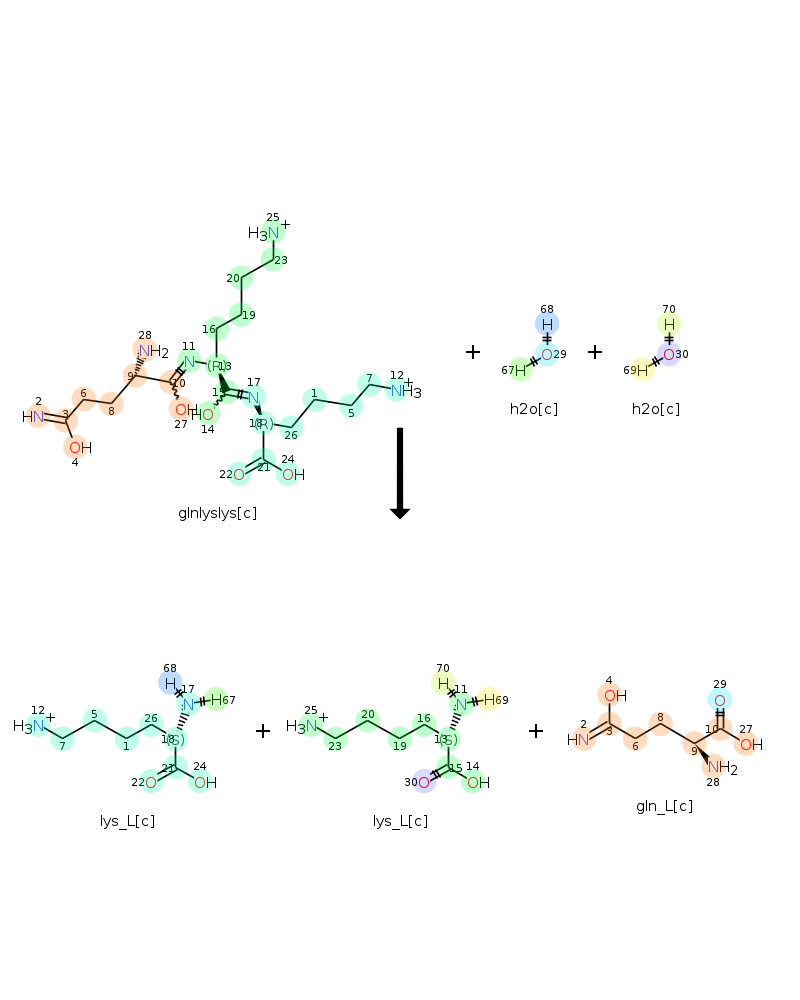 25
H3N+
23
20
19
16
28
NH2
11
N
(R)
13
9
10
17
N
7
12
NH3+
2
HN
6
3
8
OH
27
15
HO
14
1
5
18
(R)
26
OH
4
22
O
21
24
OH
glnlyslys[c]
+
68
H
O
29
67
H
h2o[c]
+
70
H
O
30
69
H
h2o[c]
68
H
17
N
H
67
12
H3N+
5
26
7
1
18
(S)
21
24
22
O
OH
lys_L[c]
+
70
H
11
N
H
69
25
H3N+
20
16
23
19
13
(S)
15
14
30
O
OH
lys_L[c]
+
4
OH
2
HN
3
8
6
29
O
10
27
OH
9
NH2
28
gln_L[c]